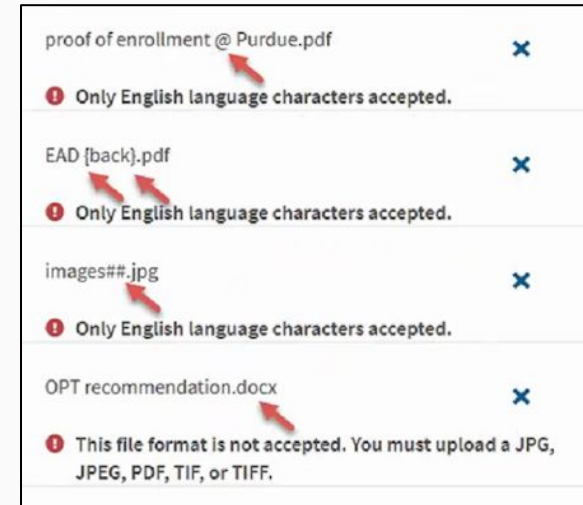 proof of enrollment @ Purdue.pdf
Only English language characters accepted.
EAD {back}.pdf
Only English language characters accepted.
images##.jpg
Only English language characters accepted.
OPT recommendation.docx
This file format is not accepted. You must upload a JPG,
JPEG, PDF, TIF, or TIFF.